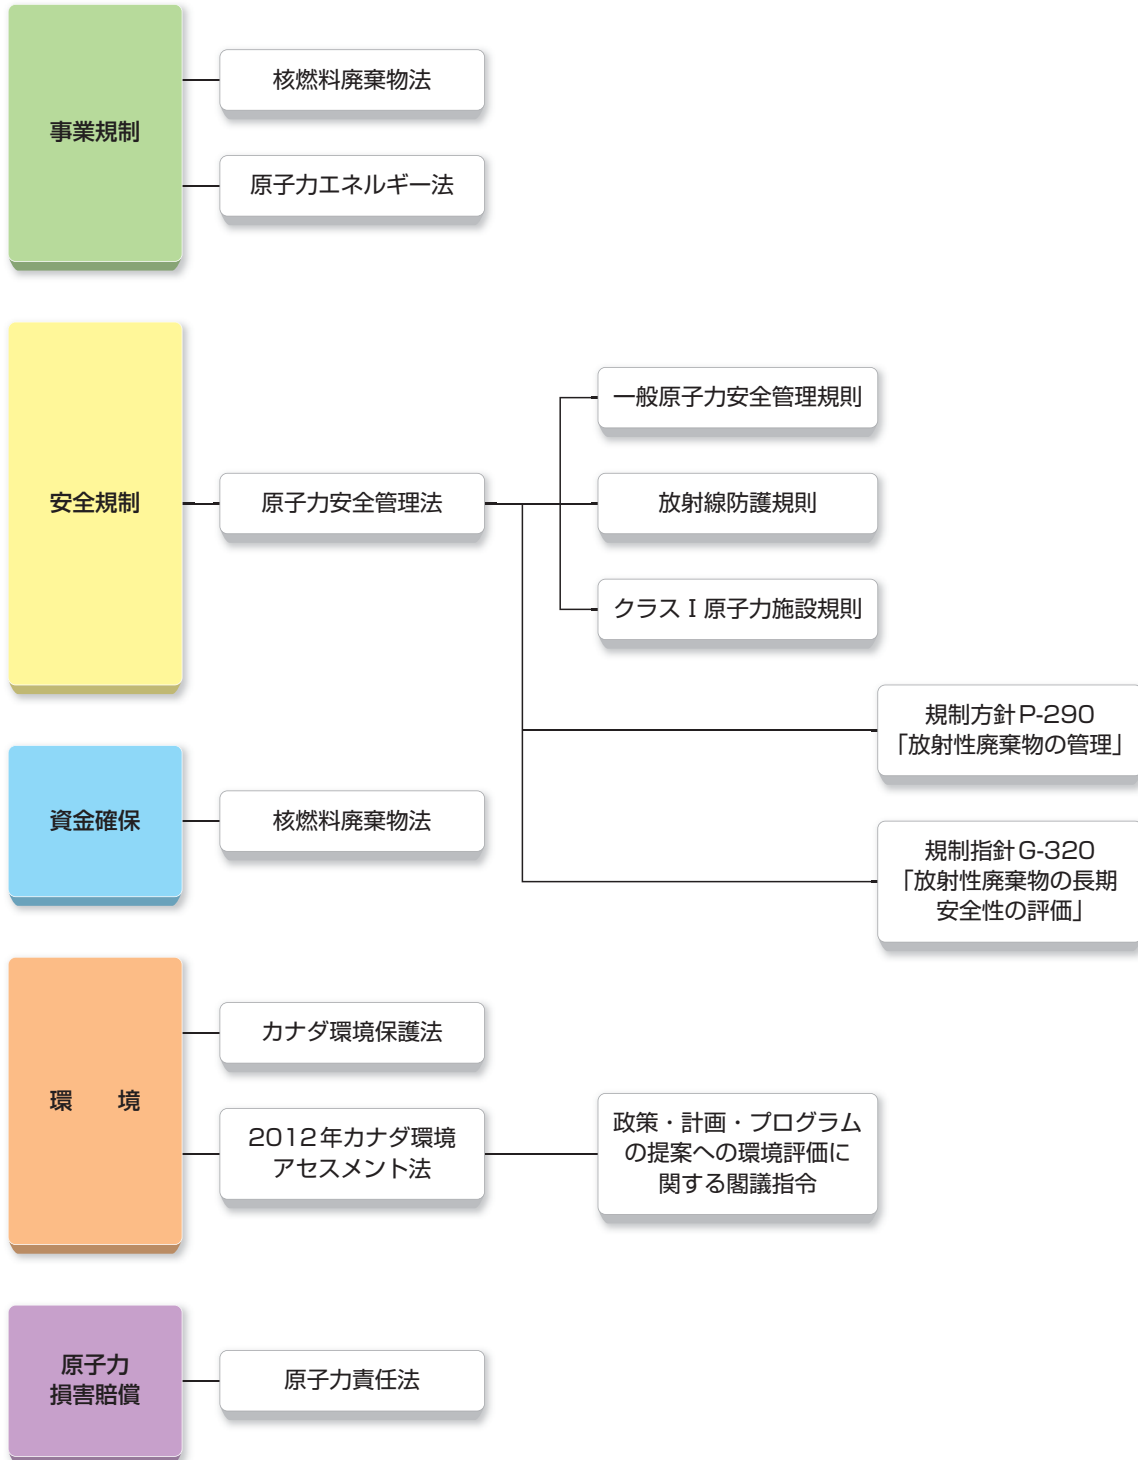 事業規制
核燃料廃棄物法
原子力エネルギー法
安全規制
原子力安全管理法
一般原子力安全管理規則
放射線防護規則
クラスⅠ原子力施設規則
規制方針P-290
「放射性廃棄物の管理」
規制指針G-320
「放射性廃棄物の長期
安全性の評価」
資金確保
核燃料廃棄物法
環　境
カナダ環境保護法
2012年カナダ環境
アセスメント法
政策・計画・プログラム
の提案への環境評価に
関する閣議指令
原子力
損害賠償
原子力責任法